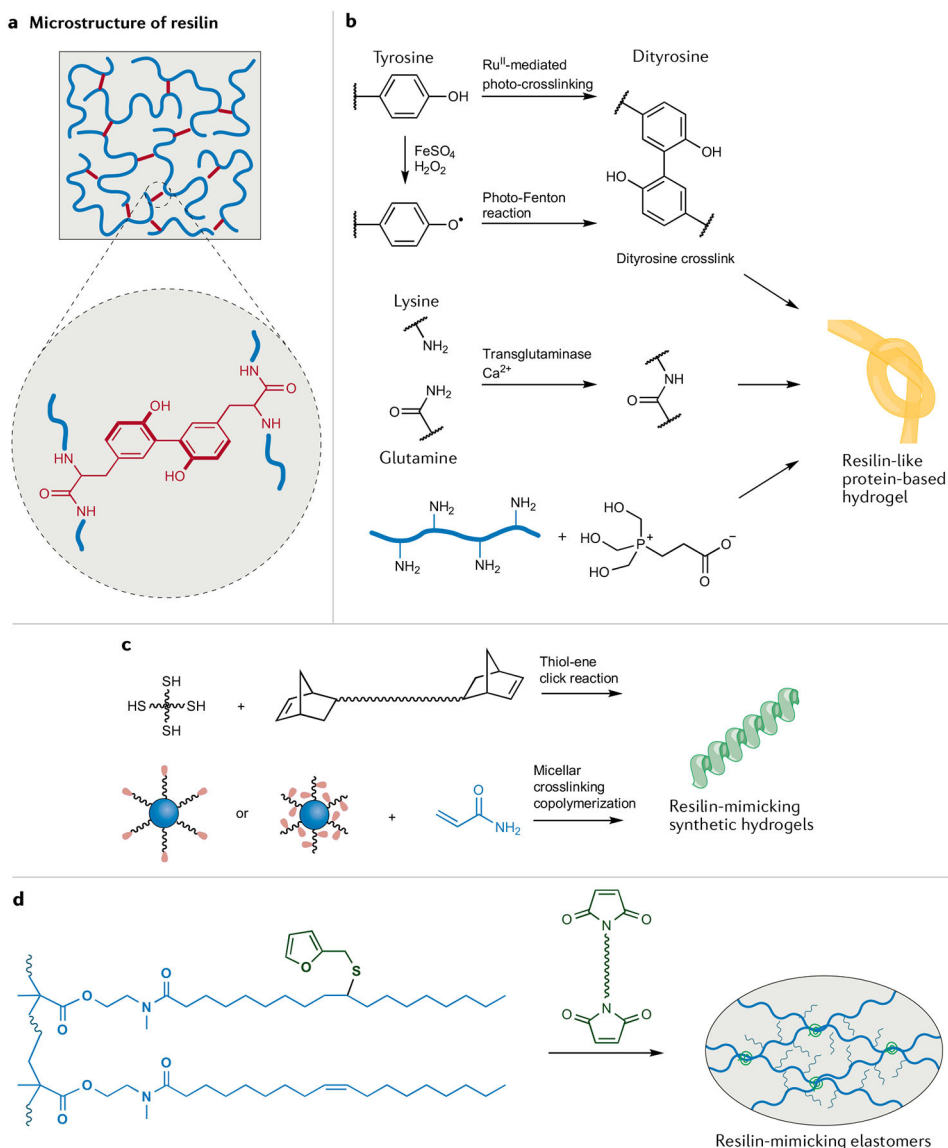 a Microstructure of resilin
OH
HN
O
NH
HN
O
NH
HO
b
Tyrosine
OH
Ruᴵᴵ-mediated
photo-crosslinking
Dityrosine
OH
HO
Dityrosine crosslink
FeSO₄
H₂O₂
O•
Photo-Fenton
reaction
Lysine
NH₂
NH₂
O
Glutamine
Transglutaminase
Ca²⁺
NH
O
NH₂
NH₂
NH₂
NH₂
+
HO
HO
P⁺
HO
O⁻
O
Resilin-like
protein-based
hydrogel
c
SH
HS
SH
SH
+
Thiol-ene
click reaction
or
+
O
NH₂
Micellar
crosslinking
copolymerization
Resilin-mimicking
synthetic hydrogels
d
O
S
O
O
N
O
O
O
N
O
O
N
O
O
N
O
Resilin-mimicking elastomers